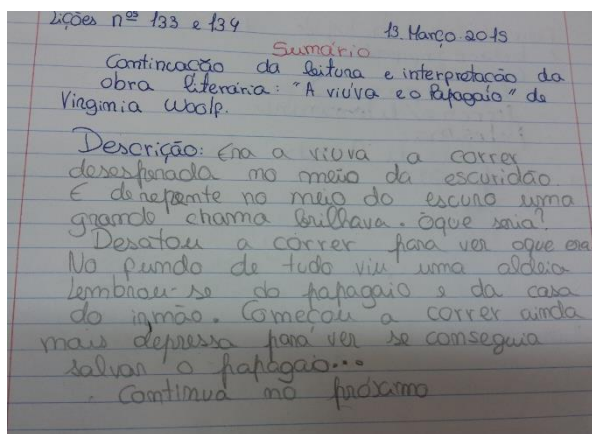 Lições nºs 133 e 134 13. Março 2015
Sumário
Continuação da leitura e interpretação da
obra literária: "A viúva e o Papagaio" de
Virginia Woolf.
Descrição: Era a viuva a correr
desesperada no meio da escuridão.
E derepente no meio do escuro uma
grande chama brilhava. Oque seria?
Desatou a correr para ver oque era
No fundo de tudo viu uma aldeia
Lembrou-se do papagaio e da casa
do irmão. Começou a correr ainda
mais depressa para ver se conseguia
salvar o papagaio...
. Continua no próximo